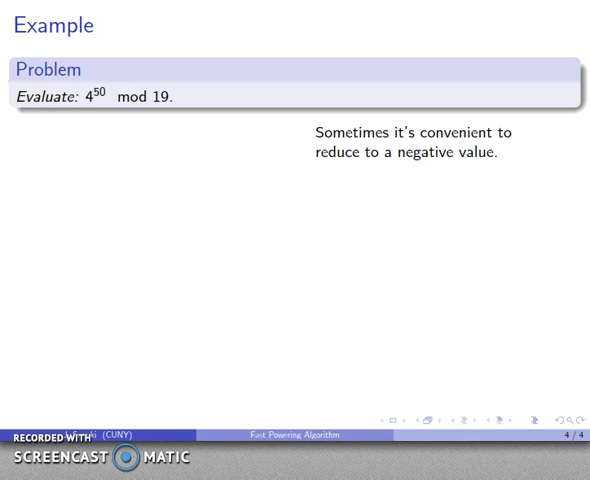 Example
Problem
Evaluate: 4^50 mod 19.
Sometimes it's convenient to
reduce to a negative value.
(CUNY)
Fast Powering Algorithm
4 / 4
RECORDED WITH
SCREENCAST MATIC